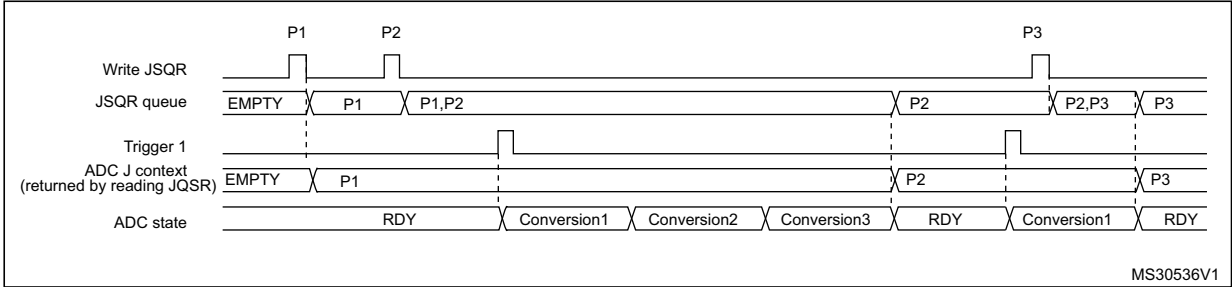 P1 P2 P3
Write JSQR
JSQR queue EMPTY P1 P1,P2 P2 P2,P3 P3
Trigger 1
ADC J context
(returned by reading JQSR) EMPTY P1 P2 P3
ADC state RDY Conversion1 Conversion2 Conversion3 RDY Conversion1 RDY
MS30536V1